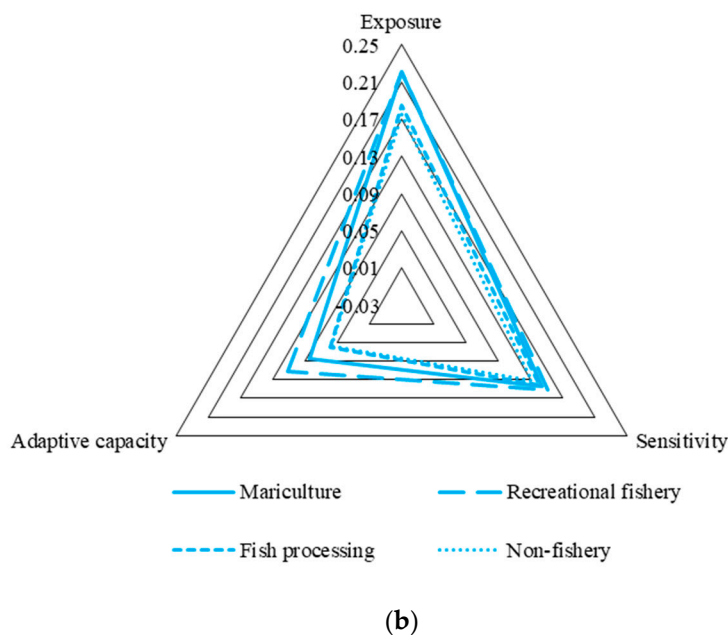 Exposure
0.25
0.21
0.17
0.13
0.09
0.05
0.01
-0.03
Adaptive capacity
Sensitivity
Mariculture
Recreational fishery
Fish processing
Non-fishery
(b)